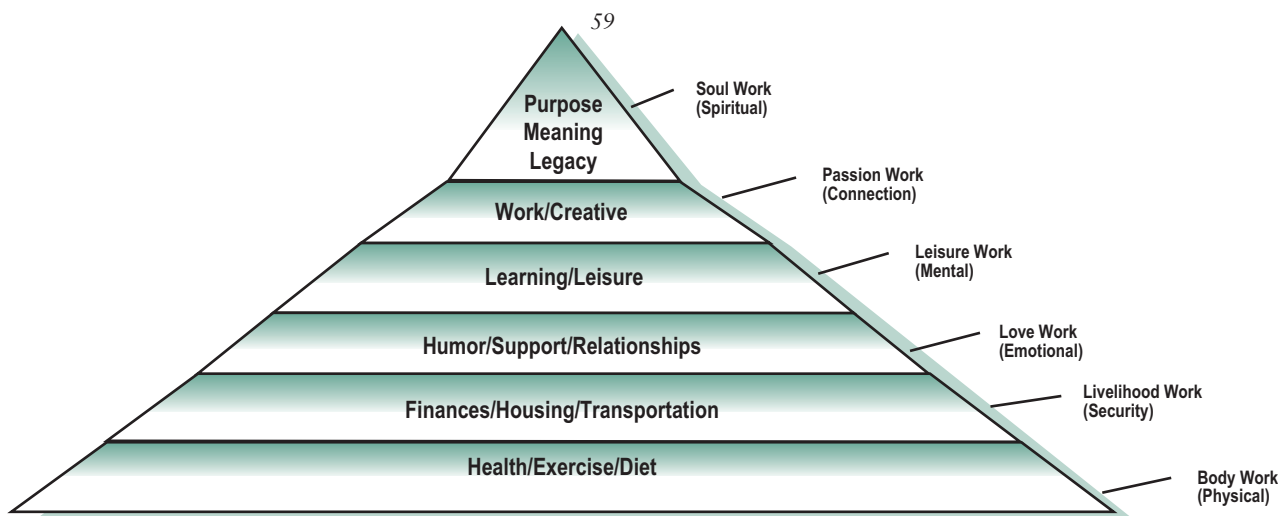 59
Purpose
Meaning
Legacy
Soul Work
(Spiritual)
Work/Creative
Passion Work
(Connection)
Learning/Leisure
Leisure Work
(Mental)
Humor/Support/Relationships
Love Work
(Emotional)
Finances/Housing/Transportation
Livelihood Work
(Security)
Health/Exercise/Diet
Body Work
(Physical)